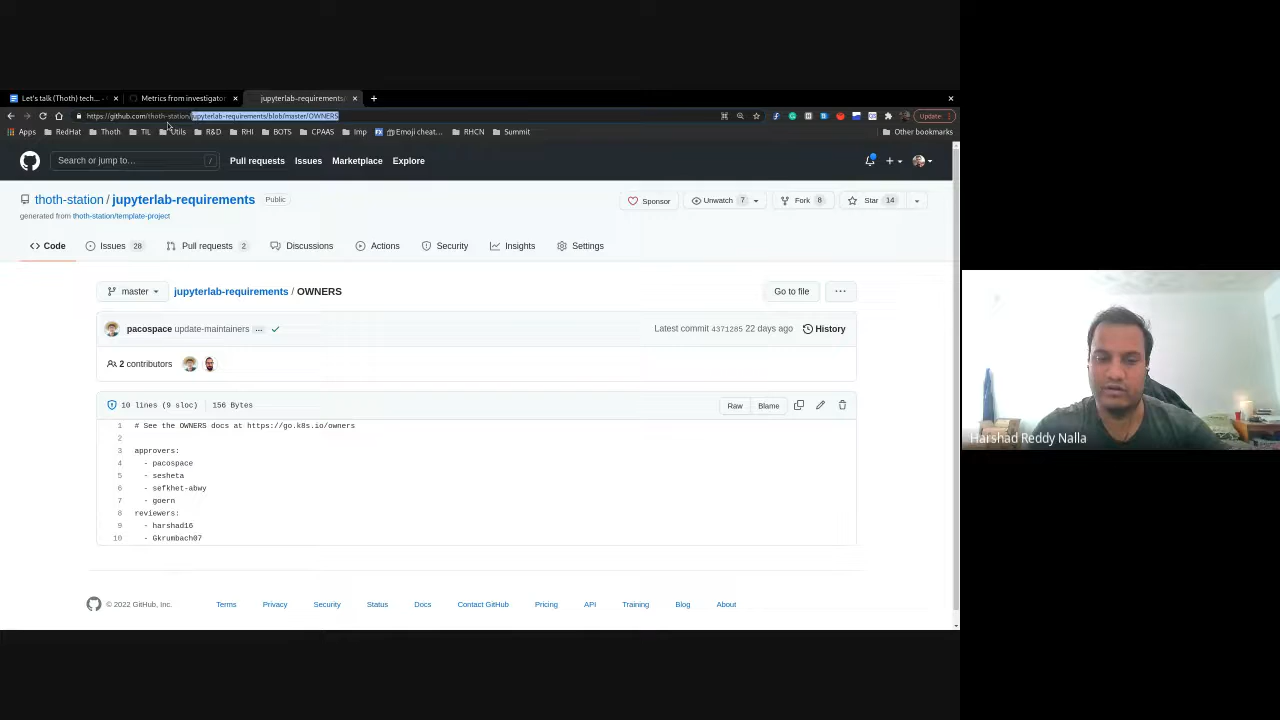 Let's talk (Thoth) tech...
Metrics from investigator
jupyterlab-requirements/
https://github.com/thoth-station/jupyterlab-requirements/blob/master/OWNERS
Update
Apps RedHat Thoth TIL Utils R&D RHI BOTS CPAAS Imp Emoji cheat... RHCN Summit Other bookmarks
Search or jump to... /
Pull requests Issues Marketplace Explore
thoth-station / jupyterlab-requirements Public
generated from thoth-station/template-project
Sponsor Unwatch 7 Fork 8 Star 14
Code Issues 28 Pull requests 2 Discussions Actions Security Insights Settings
master jupyterlab-requirements / OWNERS Go to file ...
pacospace update-maintainers ... Latest commit 4371285 22 days ago History
2 contributors
10 lines (9 sloc) 156 Bytes Raw Blame
1 # See the OWNERS docs at https://go.k8s.io/owners
2
3 approvers:
4 - pacospace
5 - sesheta
6 - sefkhet-abwy
7 - goern
8 reviewers:
9 - harshad16
10 - Gkrumbach07
© 2022 GitHub, Inc. Terms Privacy Security Status Docs Contact GitHub Pricing API Training Blog About
Harshad Reddy Nalla